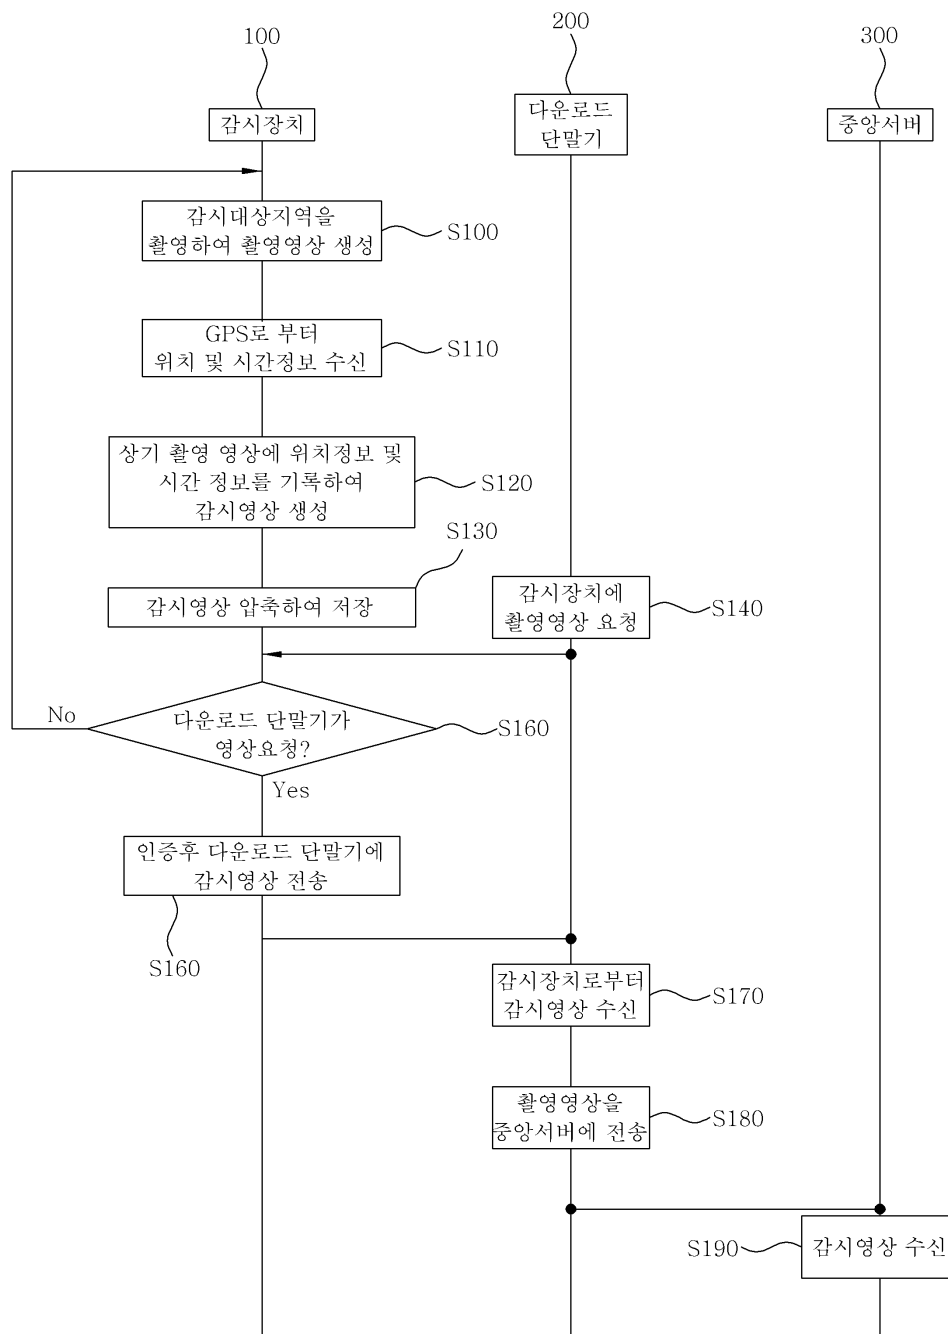 100
200
300
감시장치
다운로드
단말기
중앙서버
감시대상지역을
촬영하여 촬영영상 생성
S100
GPS로 부터
위치 및 시간정보 수신
S110
상기 촬영 영상에 위치정보 및
시간 정보를 기록하여
감시영상 생성
S120
S130
감시영상 압축하여 저장
감시장치에
촬영영상 요청
S140
No
다운로드 단말기가
영상요청?
S160
Yes
인증후 다운로드 단말기에
감시영상 전송
S160
감시장치로부터
감시영상 수신
S170
촬영영상을
중앙서버에 전송
S180
S190
감시영상 수신